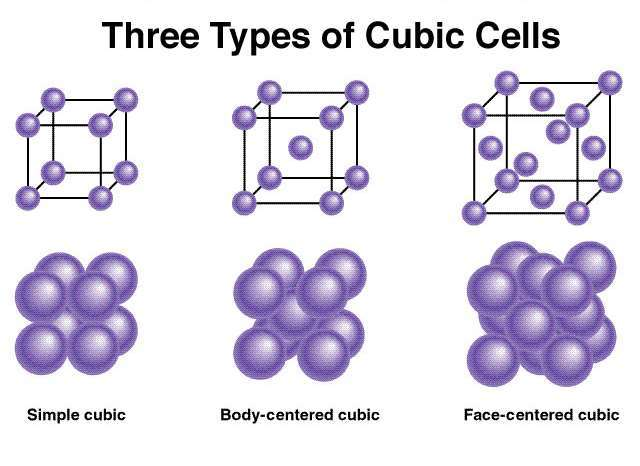 Three Types of Cubic Cells
Simple cubic
Body-centered cubic
Face-centered cubic